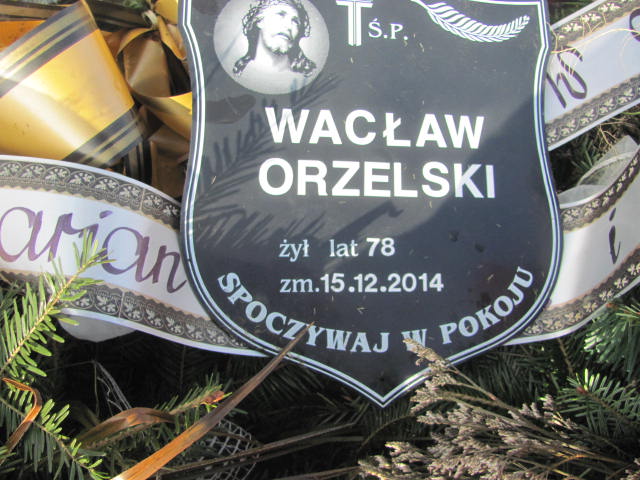 Ś.P.
WACŁAW
ORZELSKI
żył lat 78
zm.15.12.2014
SPOCZYWAJ W POKOJU
arian
i